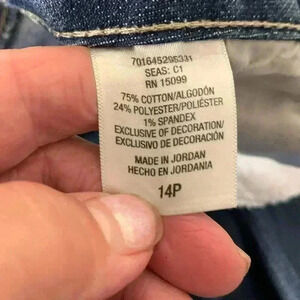 701645295331
SEAS: C1
RN 15099
75% COTTON/ALGODÓN
24% POLYESTER/POLIÉSTER
1% SPANDEX
EXCLUSIVE OF DECORATION/
EXCLUSIVO DE DECORACIÓN
MADE IN JORDAN
HECHO EN JORDANIA
14P